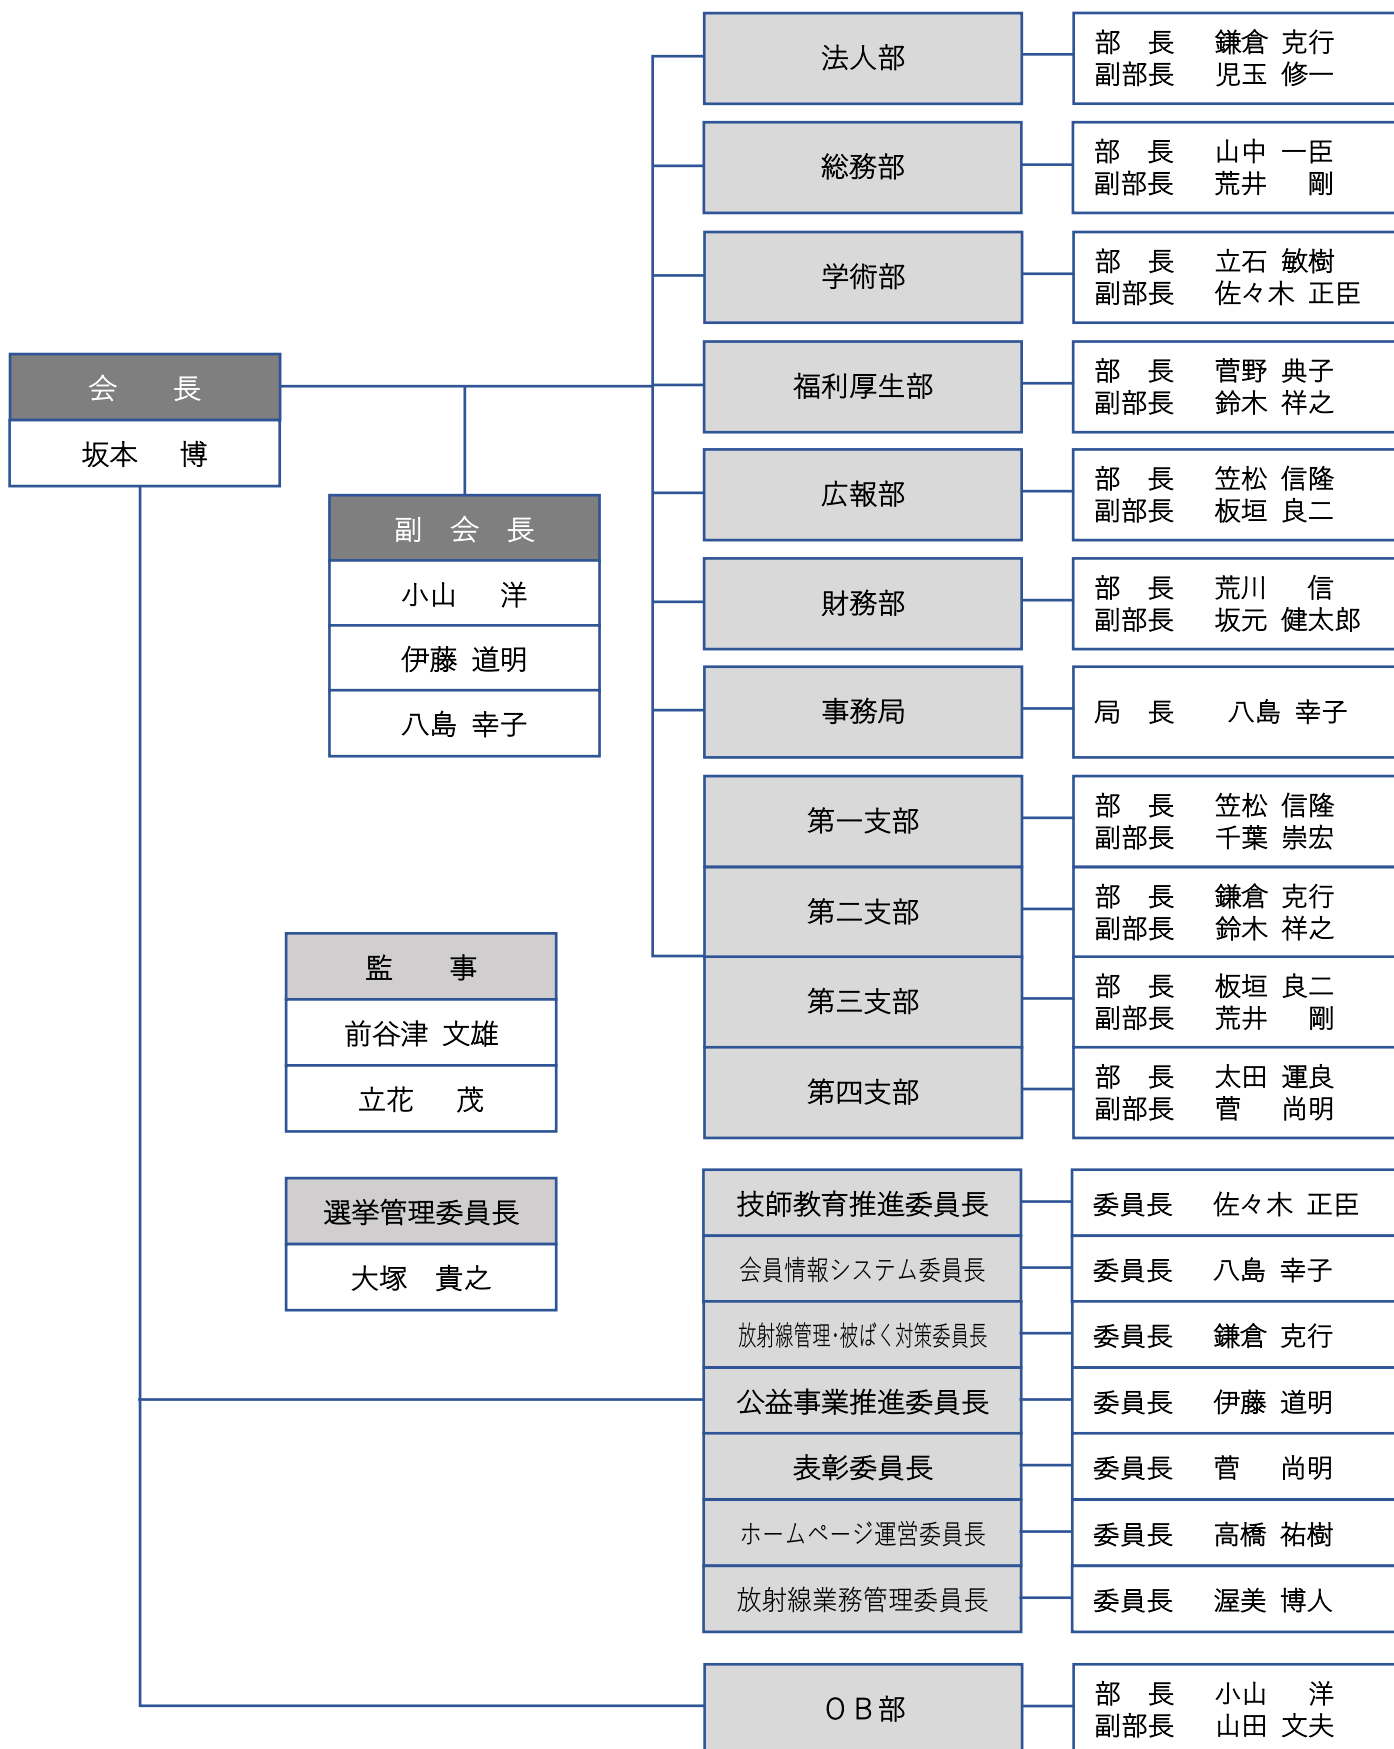 会　長
坂本　博
副　会　長
小山　洋
伊藤 道明
八島 幸子
監　事
前谷津 文雄
立花　茂
選挙管理委員長
大塚　貴之
法人部
部　長　鎌倉 克行
副部長　児玉 修一
総務部
部　長　山中 一臣
副部長　荒井　剛
学術部
部　長　立石 敏樹
副部長　佐々木 正臣
福利厚生部
部　長　菅野 典子
副部長　鈴木 祥之
広報部
部　長　笠松 信隆
副部長　板垣 良二
財務部
部　長　荒川　信
副部長　坂元 健太郎
事務局
局　長　八島 幸子
第一支部
部　長　笠松 信隆
副部長　千葉 崇宏
第二支部
部　長　鎌倉 克行
副部長　鈴木 祥之
第三支部
部　長　板垣 良二
副部長　荒井　剛
第四支部
部　長　太田 運良
副部長　菅　尚明
技師教育推進委員長
委員長　佐々木 正臣
会員情報システム委員長
委員長　八島 幸子
放射線管理・被ばく対策委員長
委員長　鎌倉 克行
公益事業推進委員長
委員長　伊藤 道明
表彰委員長
委員長　菅　尚明
ホームページ運営委員長
委員長　高橋 祐樹
放射線業務管理委員長
委員長　渥美 博人
ＯＢ部
部　長　小山　洋
副部長　山田 文夫